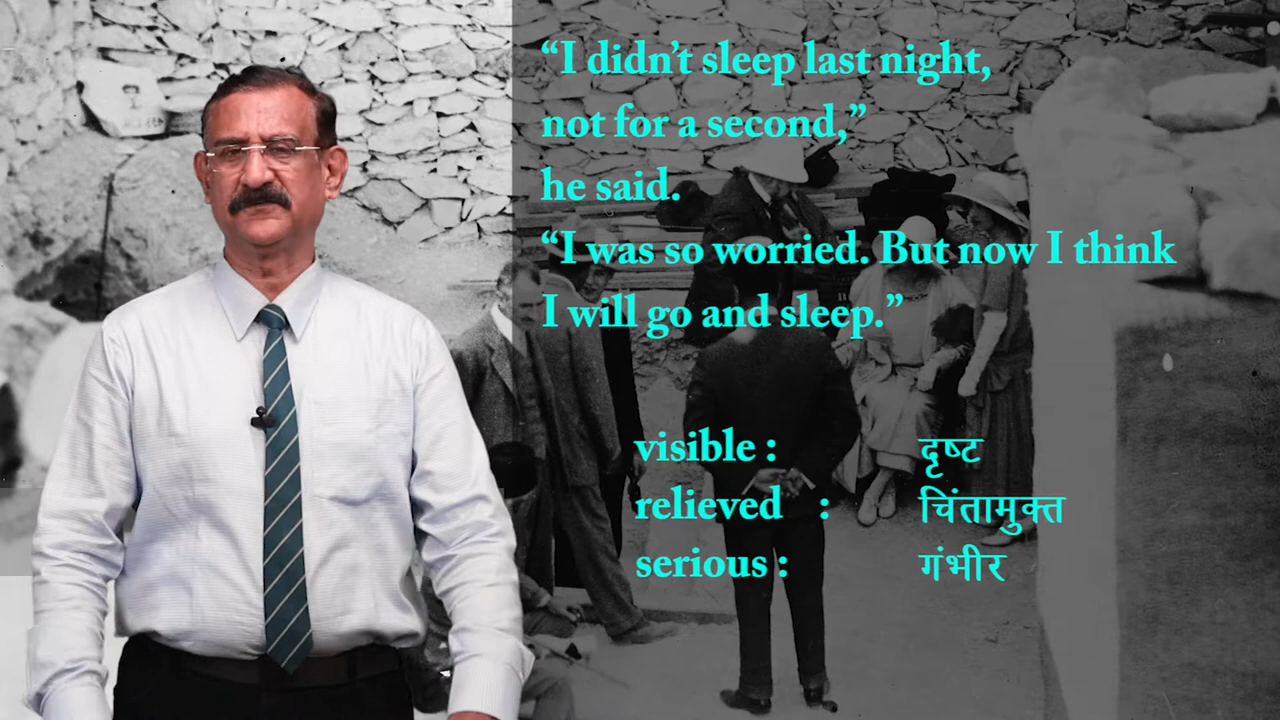 “I didn’t sleep last night,
not for a second,”
he said.
“I was so worried. But now I think
I will go and sleep.”
visible : दृष्ट
relieved : चिंतामुक्त
serious : गंभीर